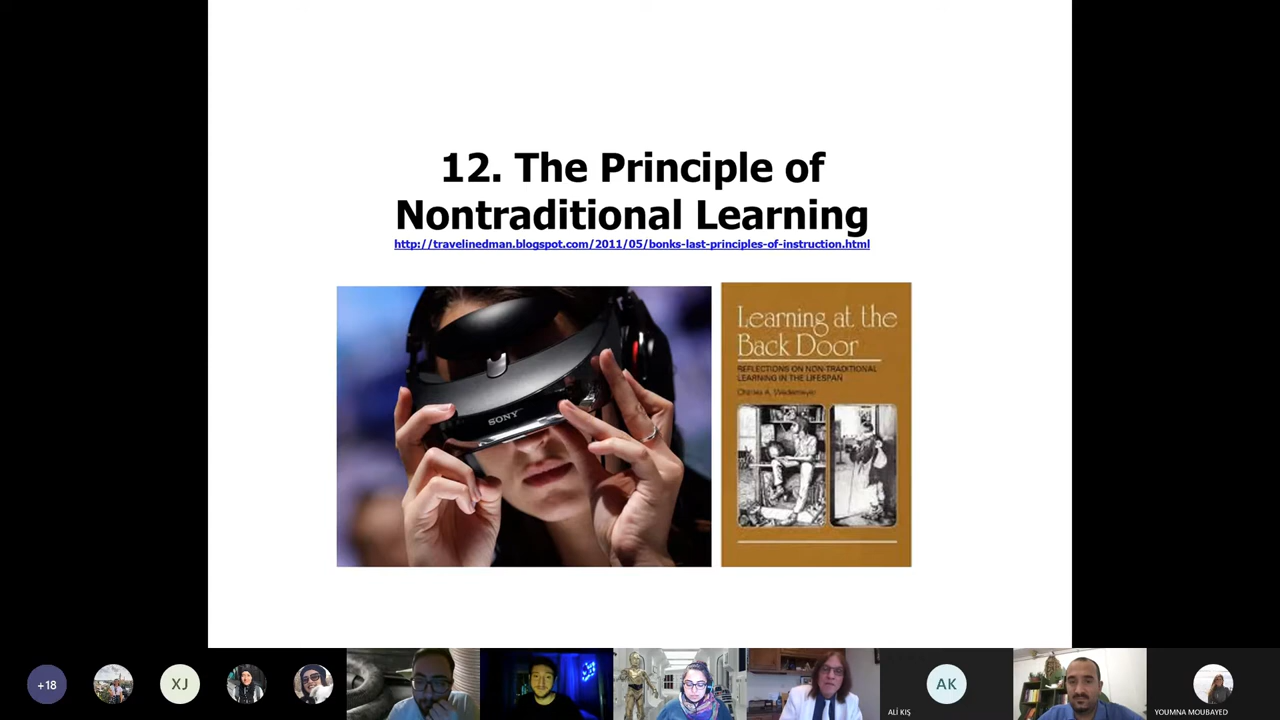 12. The Principle of
Nontraditional Learning
http://travelinedman.blogspot.com/2011/05/bonks-last-principles-of-instruction.html
SONY
Learning at the
Back Door
REFLECTIONS ON NON-TRADITIONAL
LEARNING IN THE LIFESPAN
Charles A. Wedemeyer
+18
XJ
AK
ALİ KIŞ
YOUMNA MOUBAYED